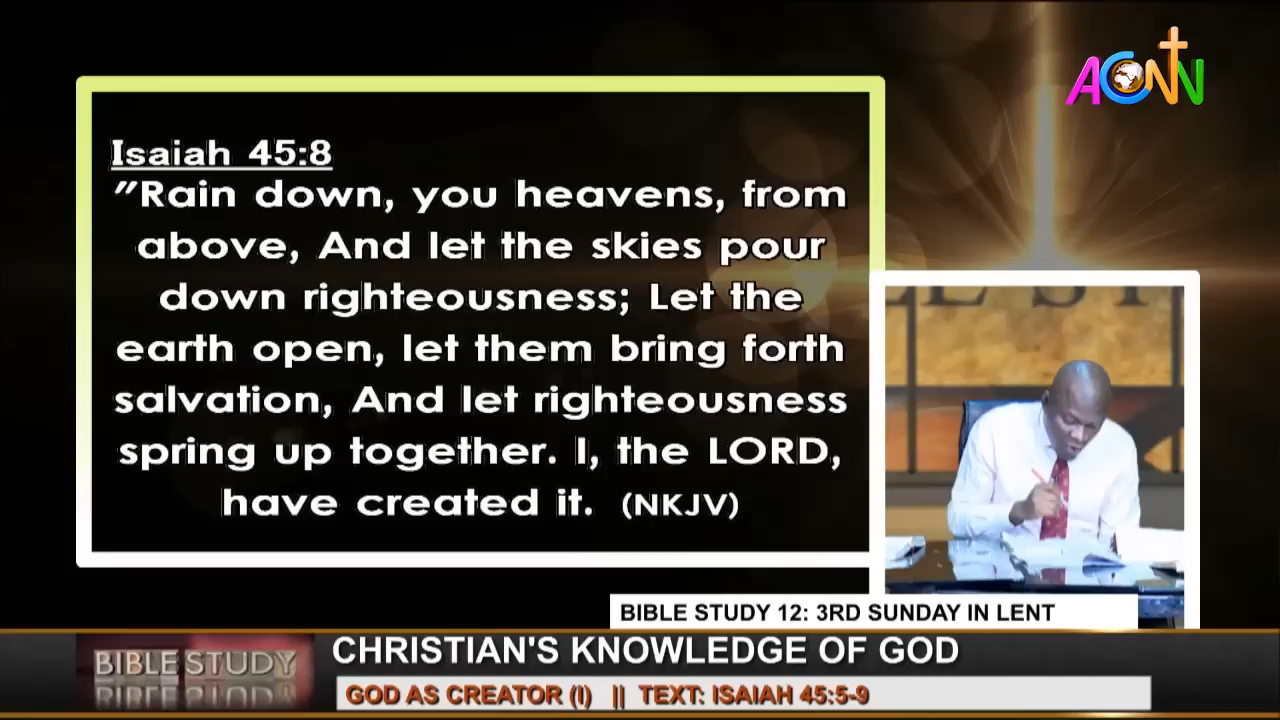 ACNN
Isaiah 45:8
"Rain down, you heavens, from
above, And let the skies pour
down righteousness; Let the
earth open, let them bring forth
salvation, And let righteousness
spring up together. I, the LORD,
have created it. (NKJV)
BIBLE STUDY 12: 3RD SUNDAY IN LENT
BIBLE STUDY
CHRISTIAN'S KNOWLEDGE OF GOD
GOD AS CREATOR (I) || TEXT: ISAIAH 45:5-9